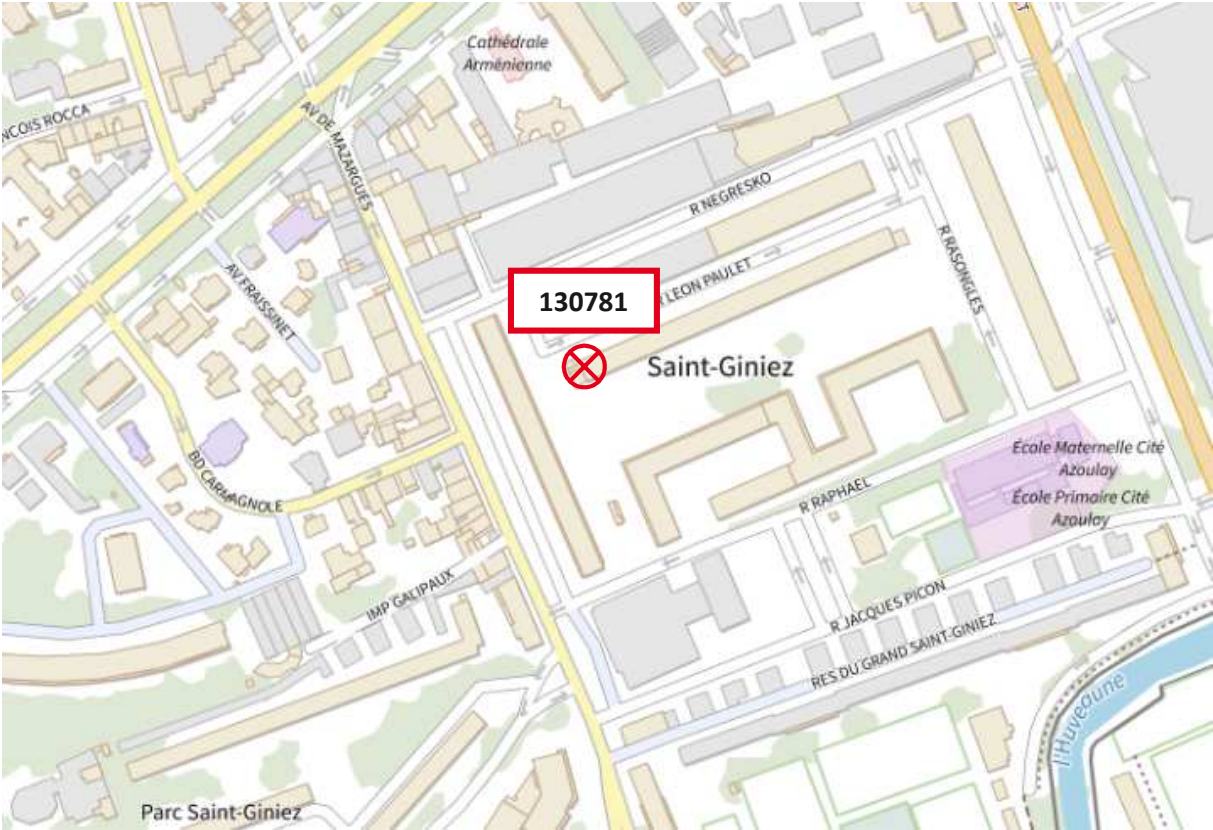 Cathédrale
Arménienne
NCOIS ROCCA
AV DE MAZARGUES
R NEGRESKO
R RASONGLES
AV FRAISSINET
LEON PAULET
130781
Saint-Giniez
BD CARMAGNOLE
École Maternelle Cité
Azoulay
École Primaire Cité
Azoulay
R RAPHAEL
IMP GALIPAUX
R JACQUES PICON
RES DU GRAND SAINT-GINIEZ
l'Huveaune
Parc Saint-Giniez